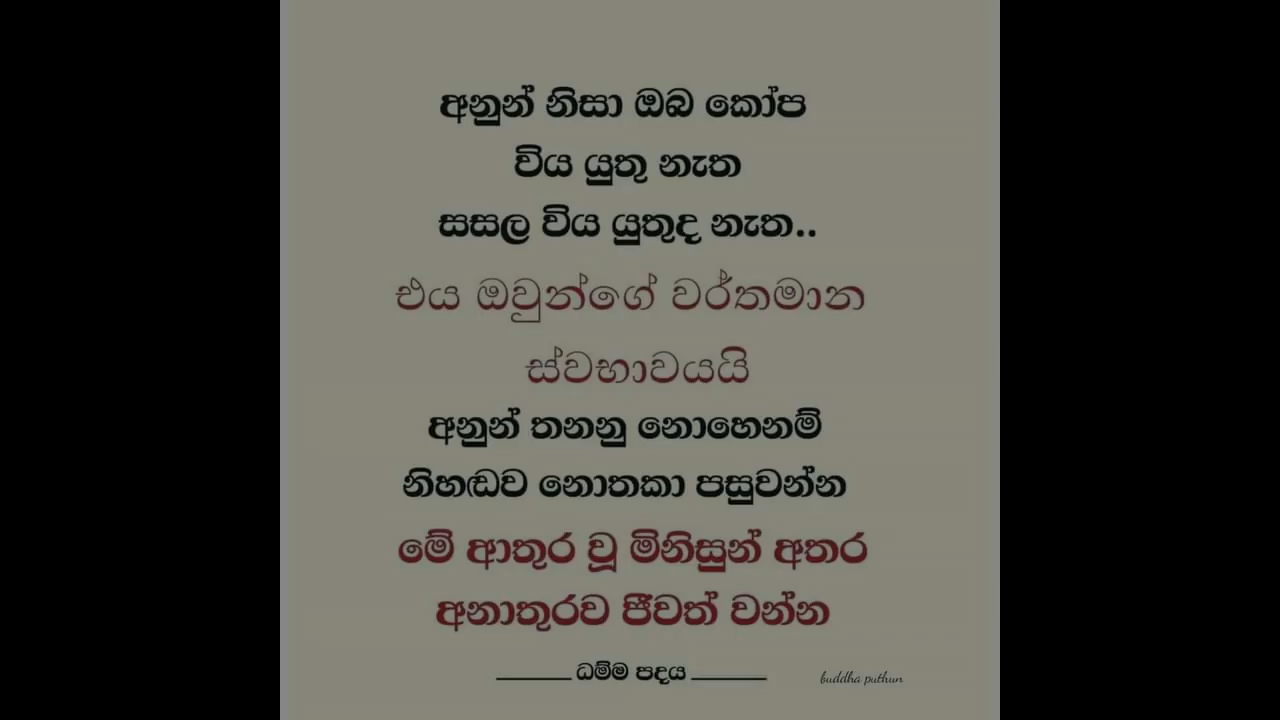 අනුන් නිසා ඔබ කෝප
විය යුතු නැත
සසල විය යුතුද නැත..
එය ඔවුන්ගේ වර්තමාන
ස්වභාවයයි
අනුන් තනනු නොහෙනම්
නිහඬව නොතකා පසුවන්න
මේ ආතුර වූ මිනිසුන් අතර
අනාතුරව ජීවත් වන්න
ධම්ම පදය
buddha puthun